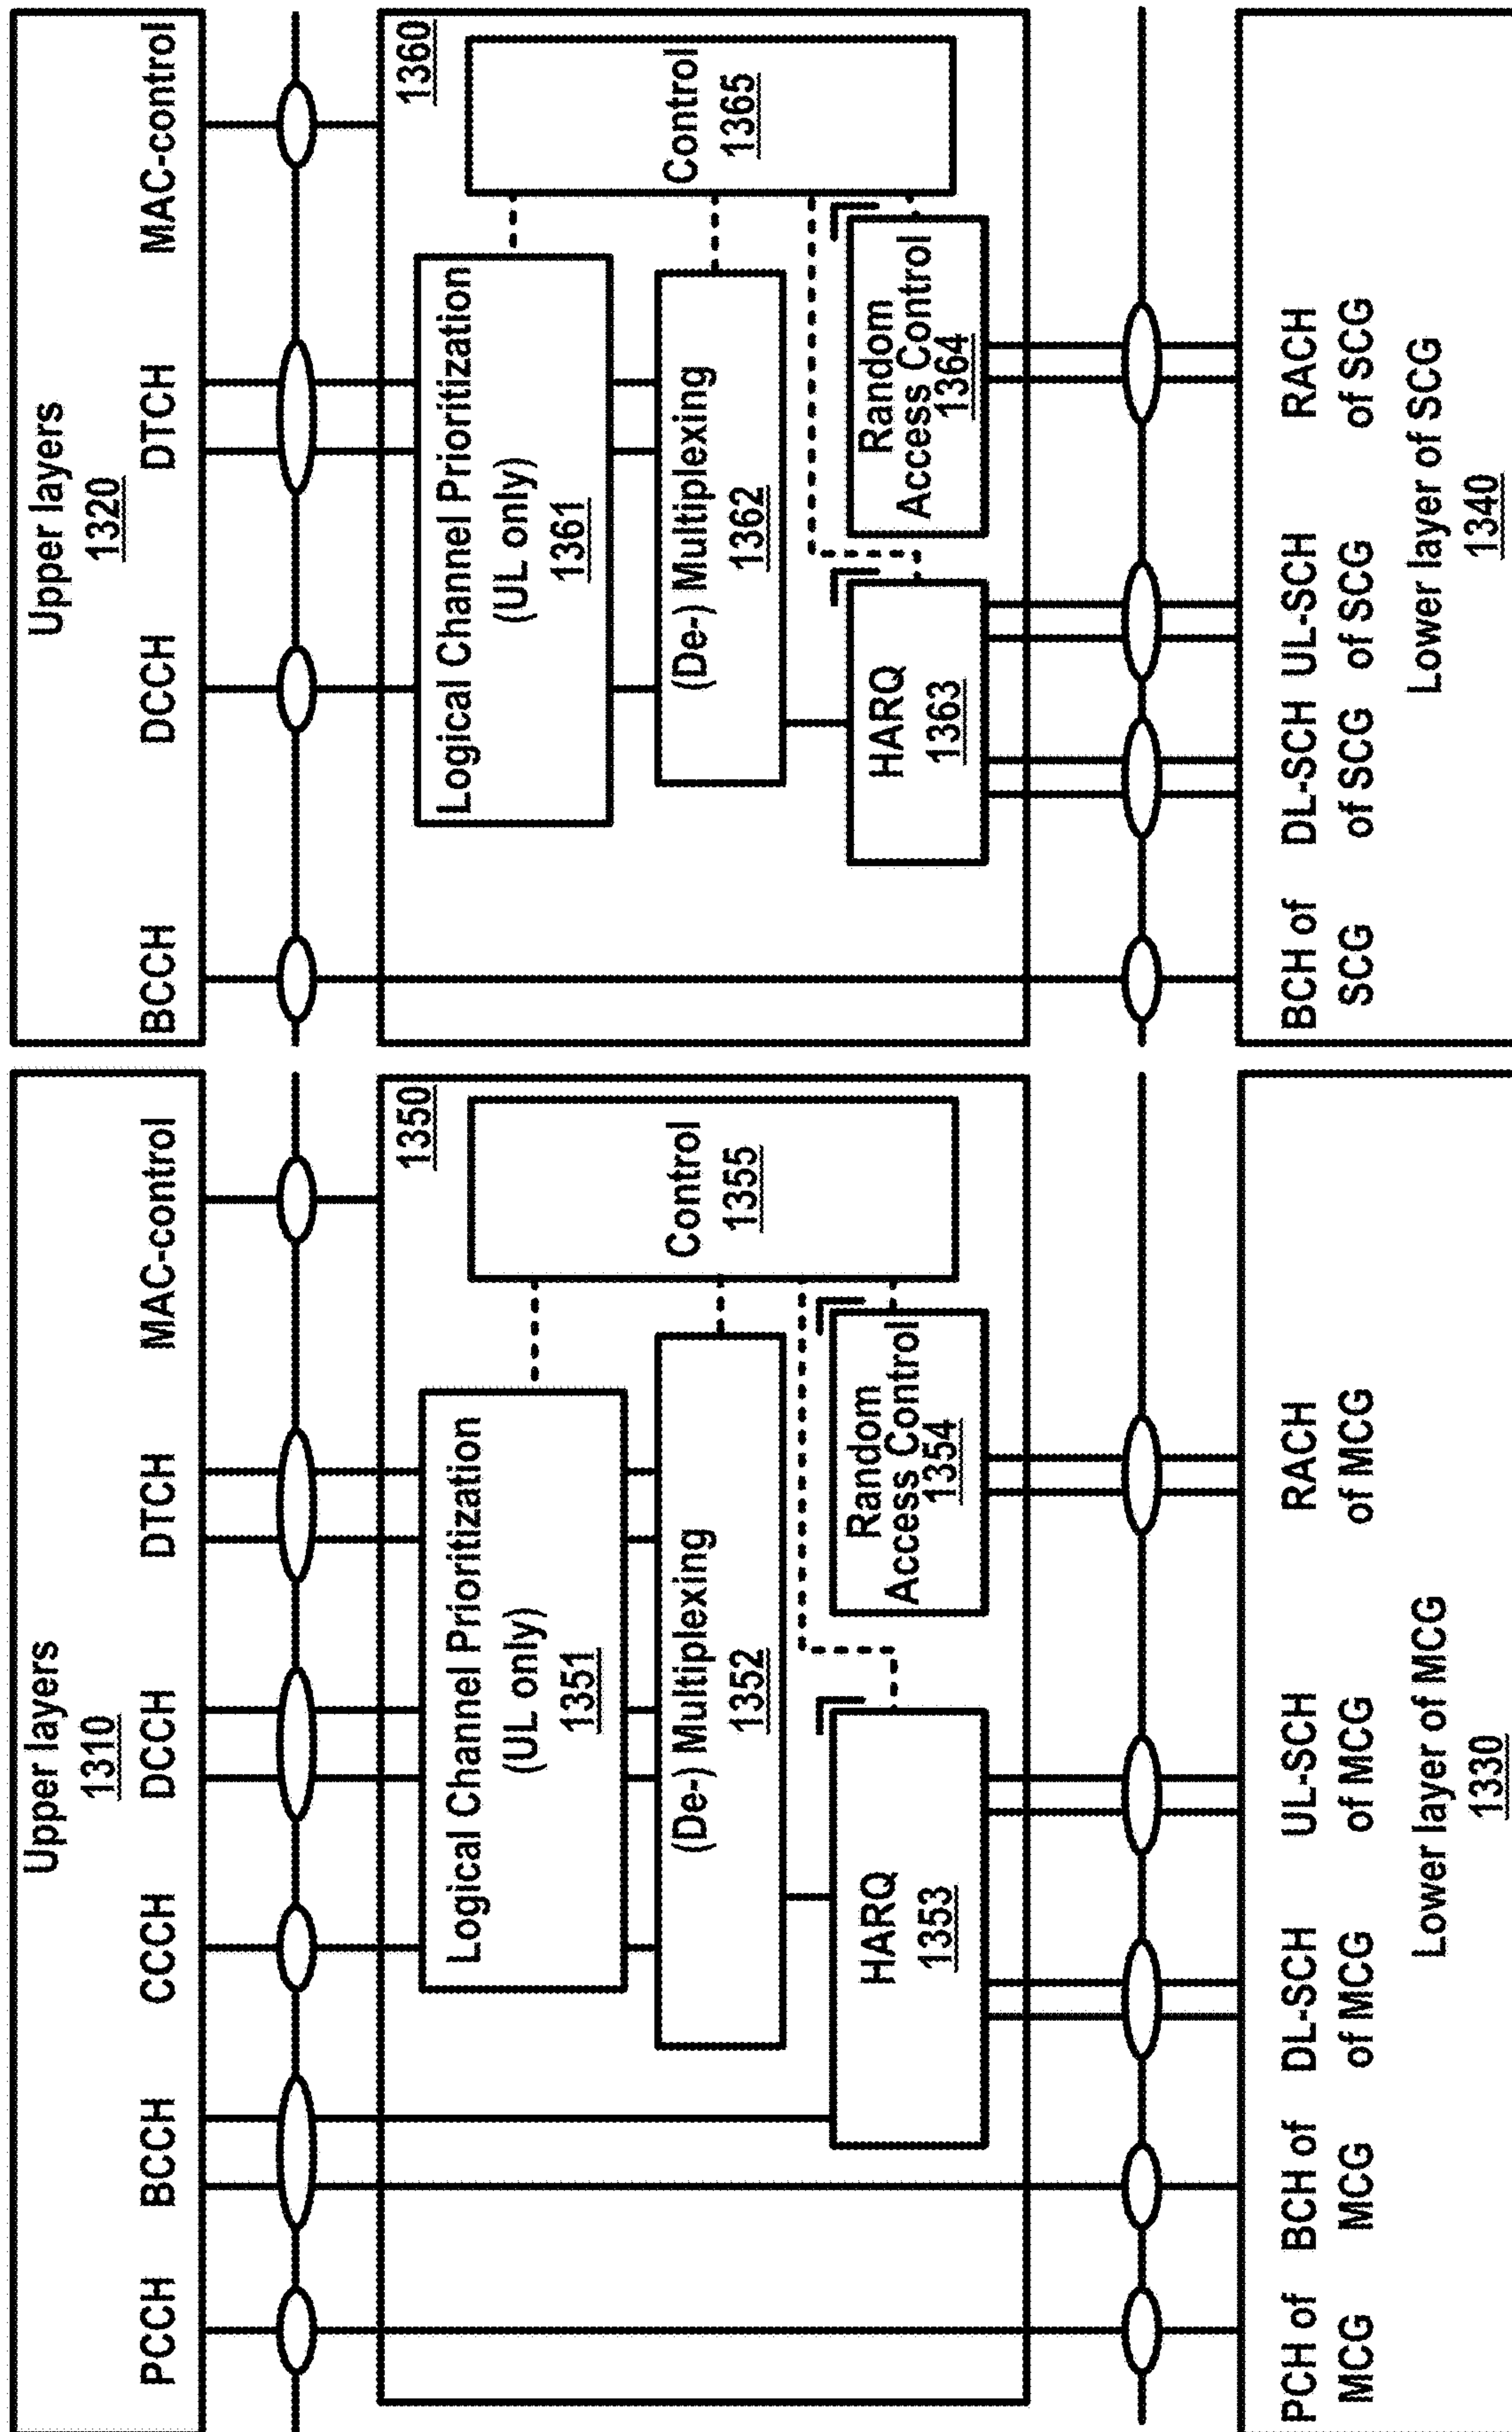 Upper layers
1310
PCCH
BCCH
CCCH
DCCH
DTCH
MAC-control
1350
Logical Channel Prioritization
(UL only)
1351
(De-) Multiplexing
1352
HARQ
1353
Random
Access Control
1354
Control
1355
PCH of
MCG
BCH of
MCG
DL-SCH
of MCG
UL-SCH
of MCG
RACH
of MCG
Lower layer of MCG
1330
Upper layers
1320
BCCH
DCCH
DTCH
MAC-control
1360
Logical Channel Prioritization
(UL only)
1361
(De-) Multiplexing
1362
HARQ
1363
Random
Access Control
1364
Control
1365
BCH of
SCG
DL-SCH
of SCG
UL-SCH
of SCG
RACH
of SCG
Lower layer of SCG
1340